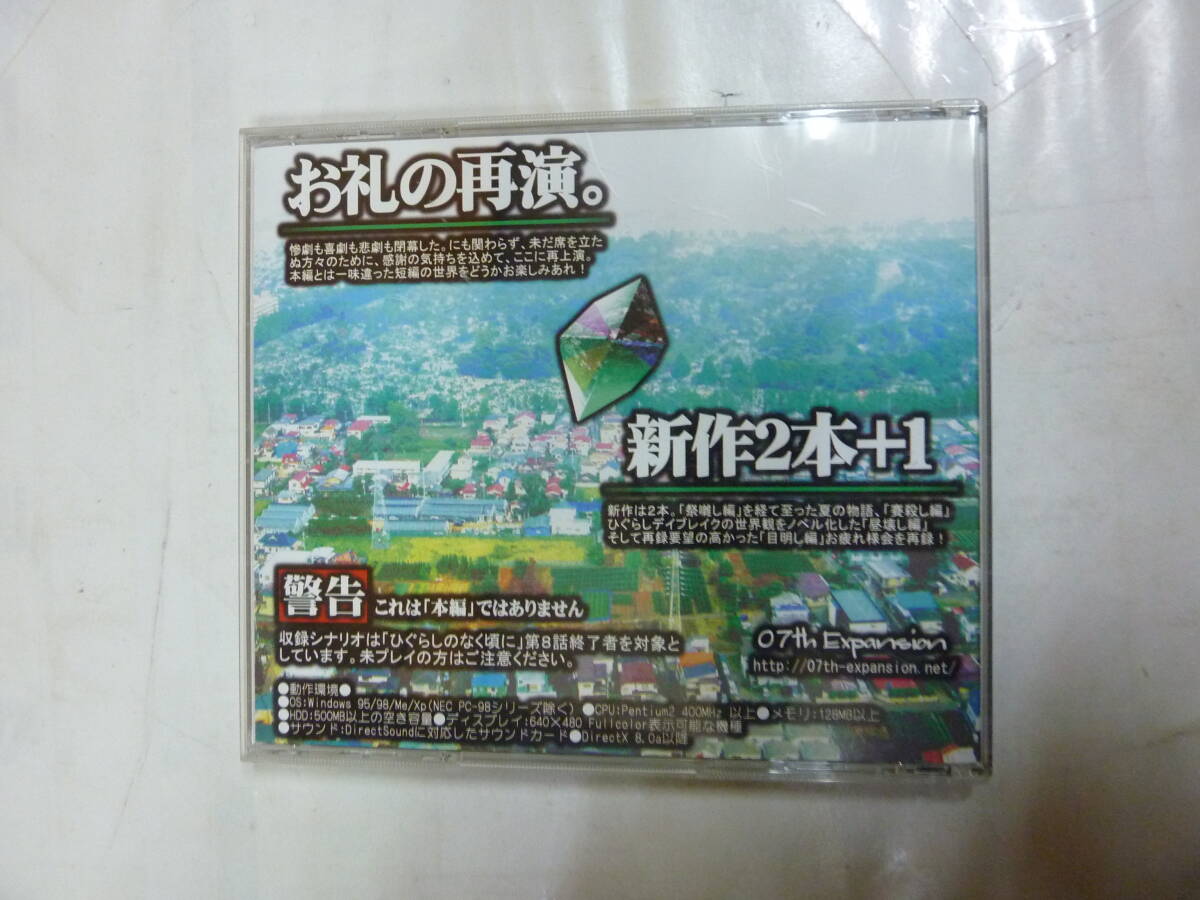 お礼の再演。
惨劇も喜劇も悲劇も閉幕した。にも関わらず、未だ席を立た
ぬ方々のために、感謝の気持ちを込めて、ここに再上演。
本編とは一味違った短編の世界をどうかお楽しみあれ！
新作2本+1
新作は2本。「祭囃し編」を経て至った夏の物語、「賽殺し編」
ひぐらしデイブレイクの世界観をノベル化した「昼壊し編」
そして再録要望の高かった「目明し編」お疲れ様会を再録！
警告 これは「本編」ではありません
収録シナリオは「ひぐらしのなく頃に」第8話終了者を対象と
しています。未プレイの方はご注意ください。
07th Expansion
http://07th-expansion.net/
●動作環境●
●OS:Windows 95/98/Me/Xp(NEC PC-98シリーズ除く) ●CPU:Pentium2 400MHz 以上●メモリ:128MB以上
●HDD:500MB以上の空き容量●ディスプレイ:640×480 Fullcolor表示可能な機種
●サウンド:DirectSoundに対応したサウンドカード●DirectX 8.0a以降